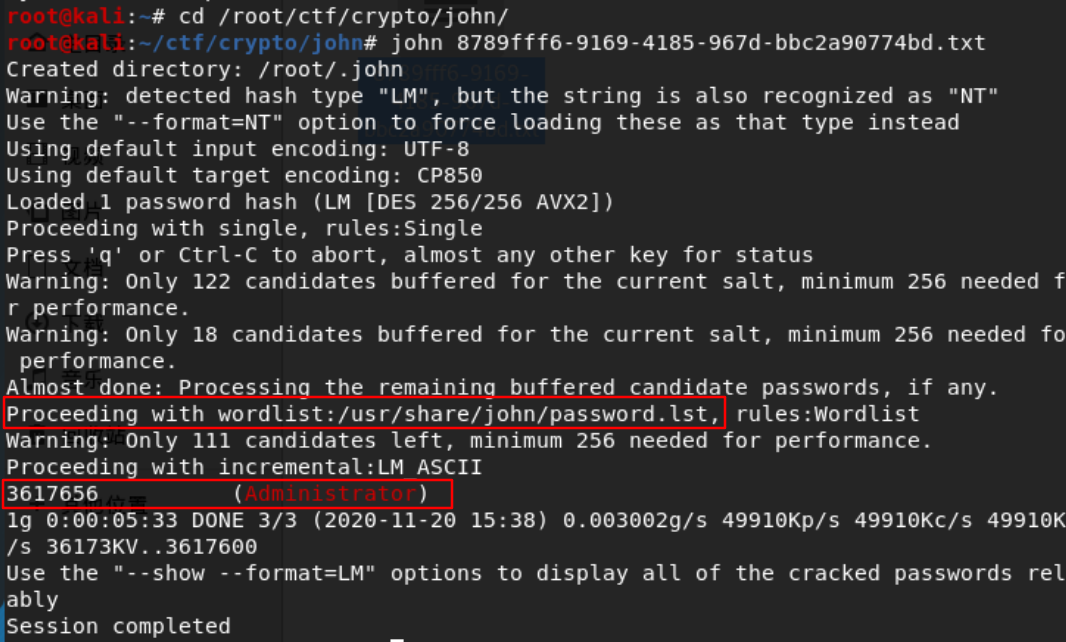 root@kali:~# cd /root/ctf/crypto/john/
root@kali:~/ctf/crypto/john# john 8789fff6-9169-4185-967d-bbc2a90774bd.txt
Created directory: /root/.john
Warning: detected hash type "LM", but the string is also recognized as "NT"
Use the "--format=NT" option to force loading these as that type instead
Using default input encoding: UTF-8
Using default target encoding: CP850
Loaded 1 password hash (LM [DES 256/256 AVX2])
Proceeding with single, rules:Single
Press 'q' or Ctrl-C to abort, almost any other key for status
Warning: Only 122 candidates buffered for the current salt, minimum 256 needed f
r performance.
Warning: Only 18 candidates buffered for the current salt, minimum 256 needed fo
performance.
Almost done: Processing the remaining buffered candidate passwords, if any.
Proceeding with wordlist:/usr/share/john/password.lst, rules:Wordlist
Warning: Only 111 candidates left, minimum 256 needed for performance.
Proceeding with incremental:LM_ASCII
3617656 (Administrator)
1g 0:00:05:33 DONE 3/3 (2020-11-20 15:38) 0.003002g/s 49910Kp/s 49910Kc/s 49910K
/s 36173KV..3617600
Use the "--show --format=LM" options to display all of the cracked passwords rel
ably
Session completed